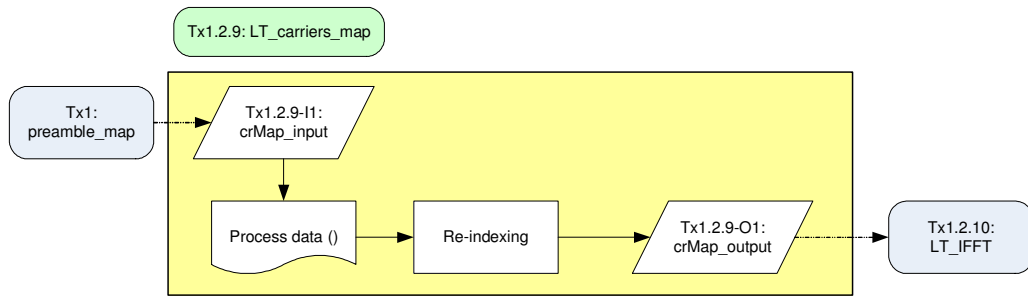 Tx1.2.9: LT_carriers_map
Tx1:
preamble_map
Tx1.2.9-I1:
crMap_input
Process data ()
Re-indexing
Tx1.2.9-O1:
crMap_output
Tx1.2.10:
LT_IFFT